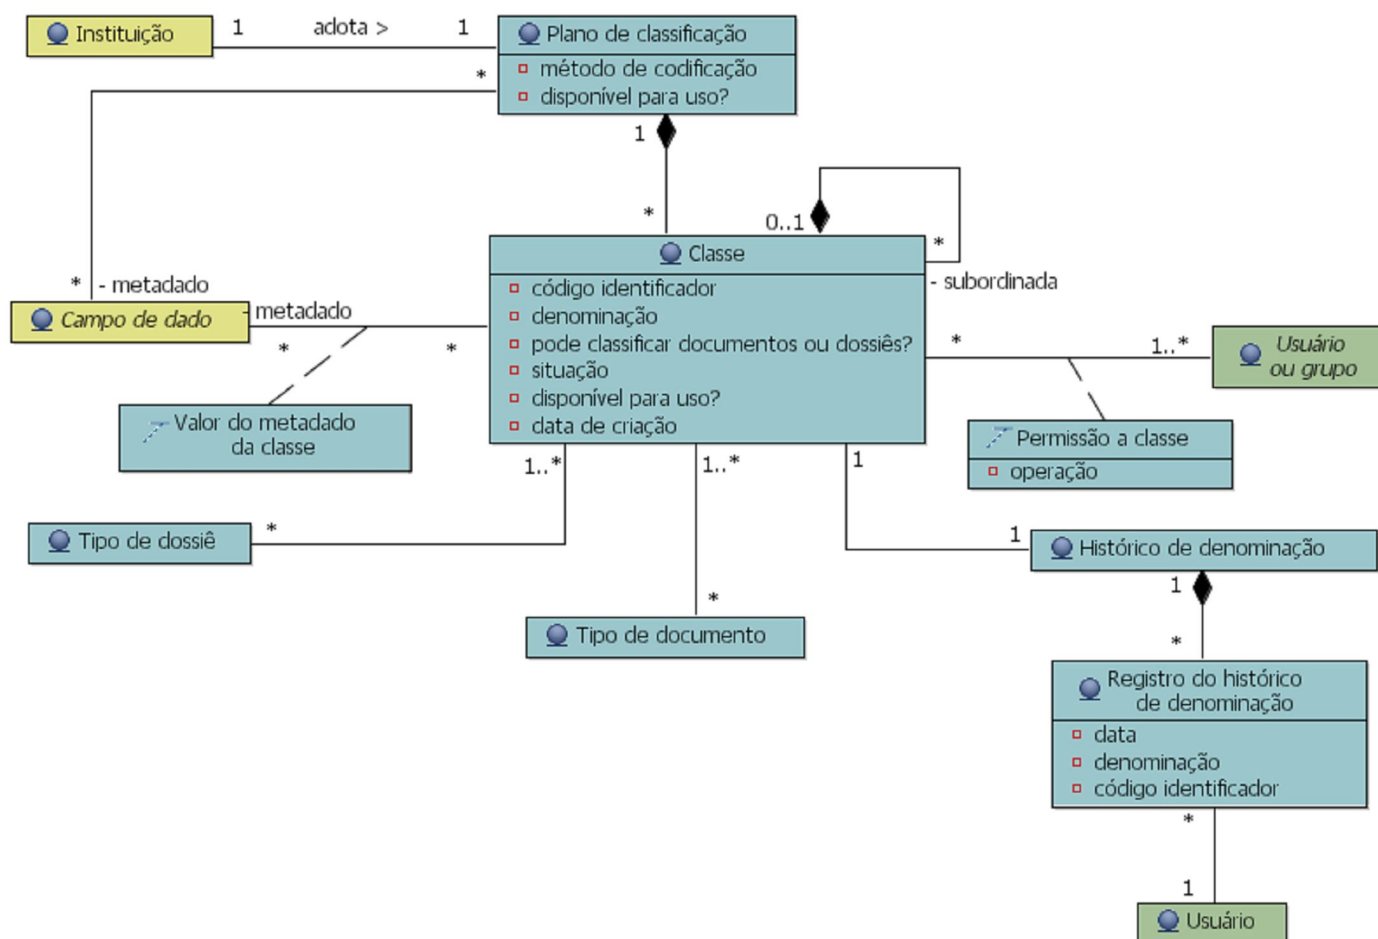 Instituição
1
adota >
1
Plano de classificação
método de codificação
disponível para uso?
*
1
*
0..1
*
- subordinada
*
- metadado
Campo de dado
- metadado
*
*
Classe
código identificador
denominação
pode classificar documentos ou dossiês?
situação
disponível para uso?
data de criação
*
1..*
Usuário
ou grupo
Valor do metadado
da classe
Permissão a classe
operação
1..*
1..*
1
Tipo de dossiê
*
1
Histórico de denominação
*
Tipo de documento
1
*
Registro do histórico
de denominação
data
denominação
código identificador
*
1
Usuário